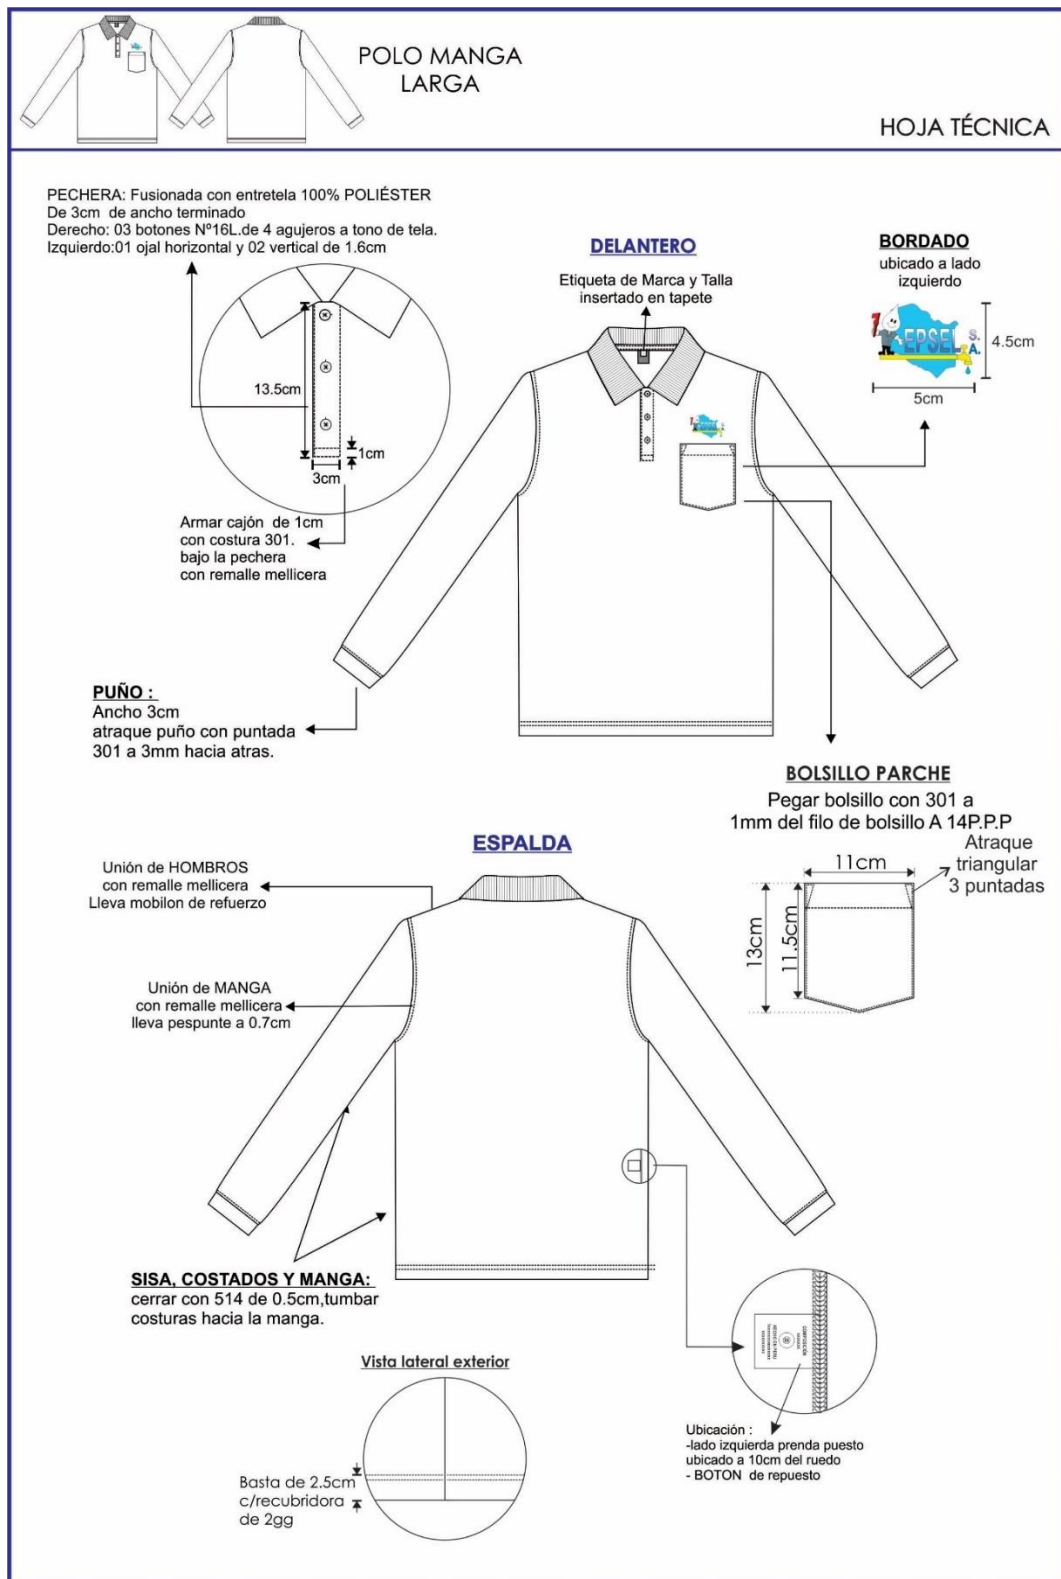 POLO MANGA
LARGA
HOJA TÉCNICA
PECHERA: Fusionada con entretela 100% POLIÉSTER
De 3cm de ancho terminado
Derecho: 03 botones Nº16L.de 4 agujeros a tono de tela.
Izquierdo:01 ojal horizontal y 02 vertical de 1.6cm
DELANTERO
Etiqueta de Marca y Talla
insertado en tapete
BORDADO
ubicado a lado
izquierdo
EPSEL
S.
A.
4.5cm
5cm
13.5cm
1cm
3cm
Armar cajón de 1cm
con costura 301.
bajo la pechera
con remalle mellicera
PUÑO :
Ancho 3cm
atraque puño con puntada
301 a 3mm hacia atras.
BOLSILLO PARCHE
Pegar bolsillo con 301 a
1mm del filo de bolsillo A 14P.P.P
Atraque
triangular
3 puntadas
11cm
13cm
11.5cm
ESPALDA
Unión de HOMBROS
con remalle mellicera
Lleva mobilon de refuerzo
Unión de MANGA
con remalle mellicera
lleva pespunte a 0.7cm
SISA, COSTADOS Y MANGA:
cerrar con 514 de 0.5cm,tumbar
costuras hacia la manga.
Vista lateral exterior
Basta de 2.5cm
c/recubridora
de 2gg
COMPOSICIÓN
Ubicación :
-lado izquierda prenda puesto
ubicado a 10cm del ruedo
- BOTON de repuesto